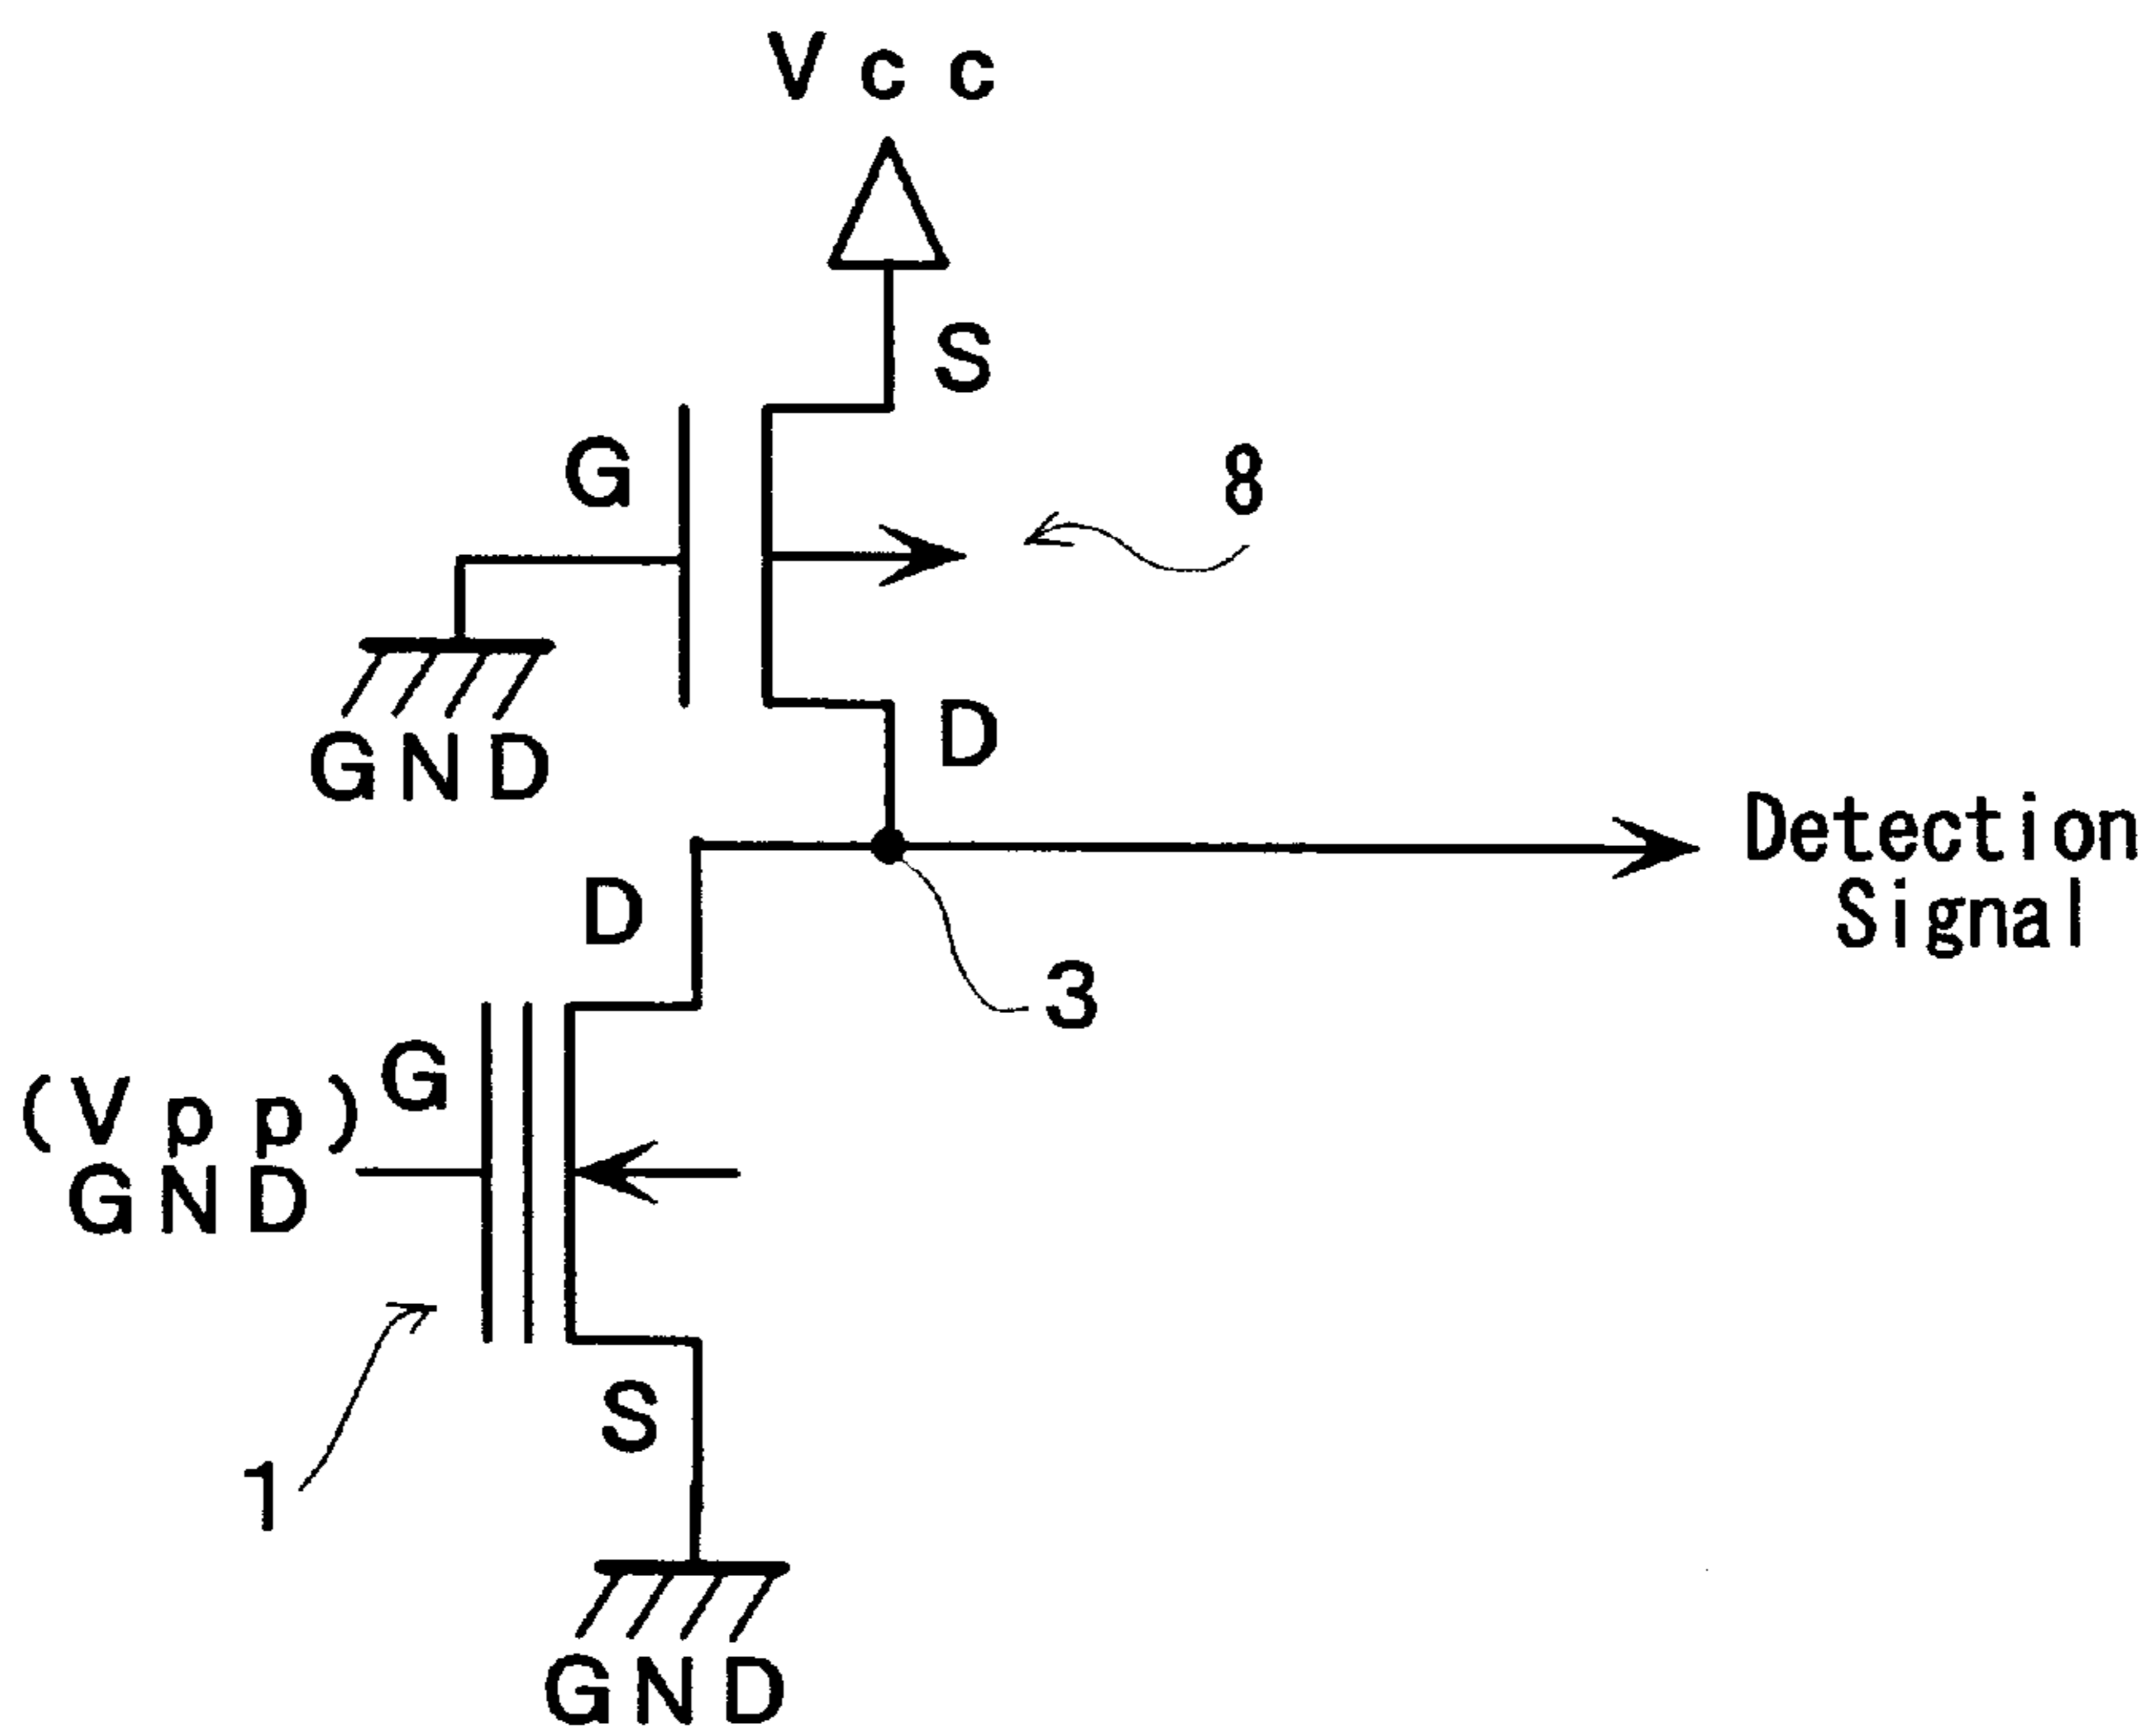 Vcc
S
G
8
GND
D
Detection
Signal
D
3
G
(Vpp)
GND
S
1
GND